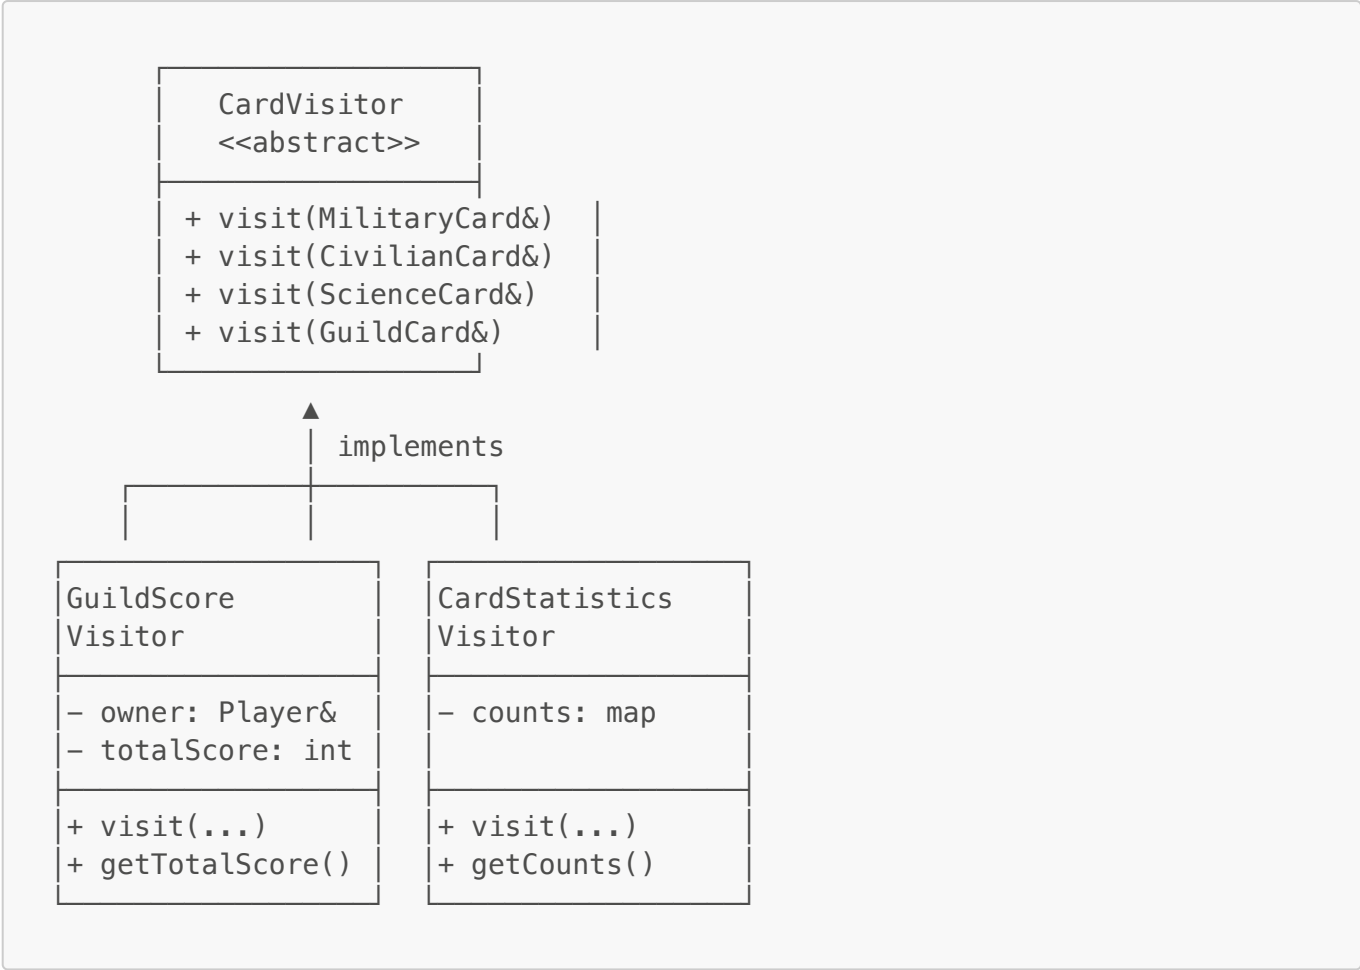 CardVisitor
<<abstract>>
+ visit(MilitaryCard&)
+ visit(CivilianCard&)
+ visit(ScienceCard&)
+ visit(GuildCard&)
implements
GuildScore
Visitor
- owner: Player&
- totalScore: int
+ visit(...)
+ getTotalScore()
CardStatistics
Visitor
- counts: map
+ visit(...)
+ getCounts()